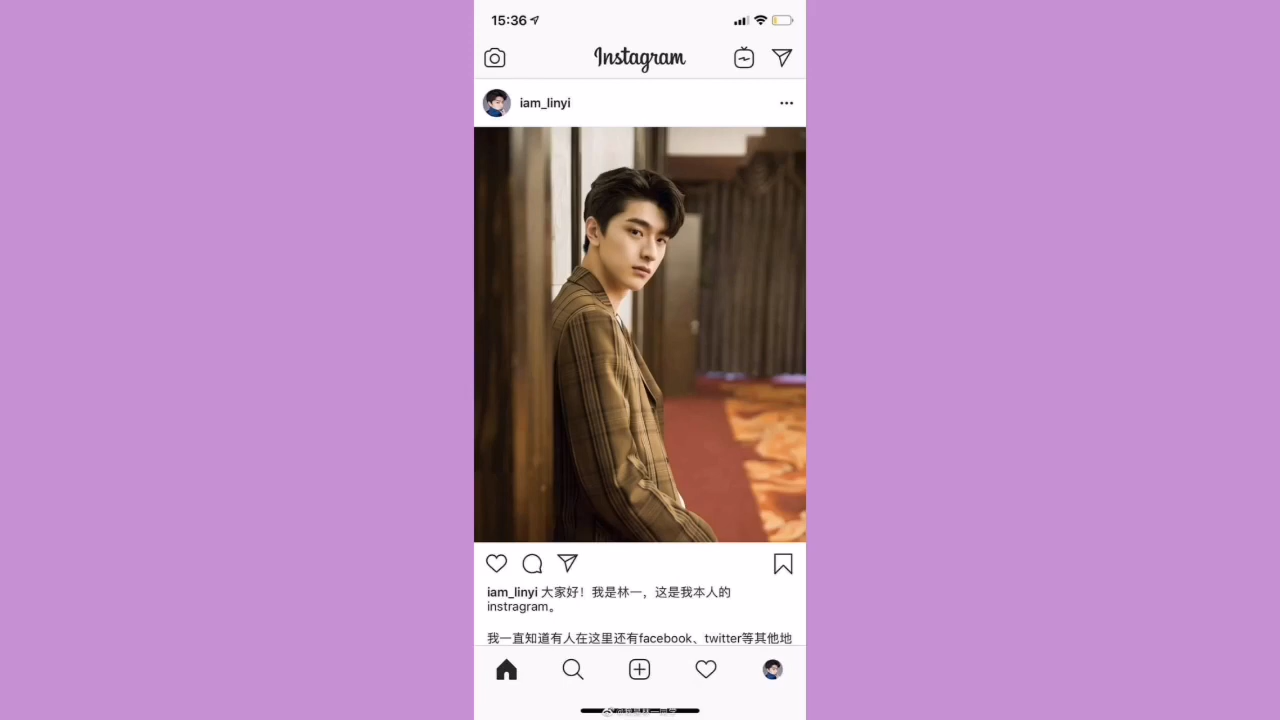 15:36
Instagram
iam_linyi
iam_linyi 大家好！我是林一，这是我本人的
instragram。
我一直知道有人在这里还有facebook、twitter等其他地